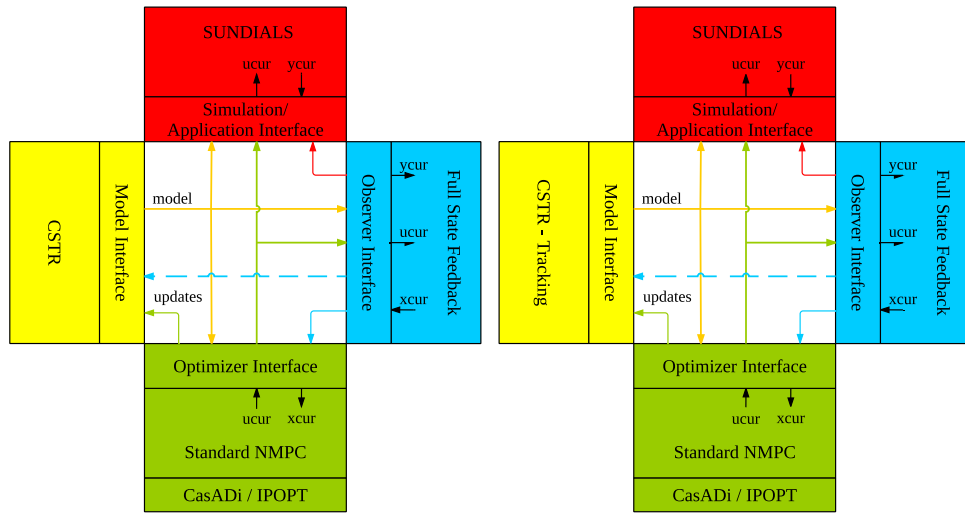 SUNDIALS
ucur ycur
Simulation/
Application Interface
CSTR
Model Interface
model
updates
Observer Interface
ycur
ucur
xcur
Full State Feedback
Optimizer Interface
ucur xcur
Standard NMPC
CasADi / IPOPT
SUNDIALS
ucur ycur
Simulation/
Application Interface
CSTR - Tracking
Model Interface
model
updates
Observer Interface
ycur
ucur
xcur
Full State Feedback
Optimizer Interface
ucur xcur
Standard NMPC
CasADi / IPOPT